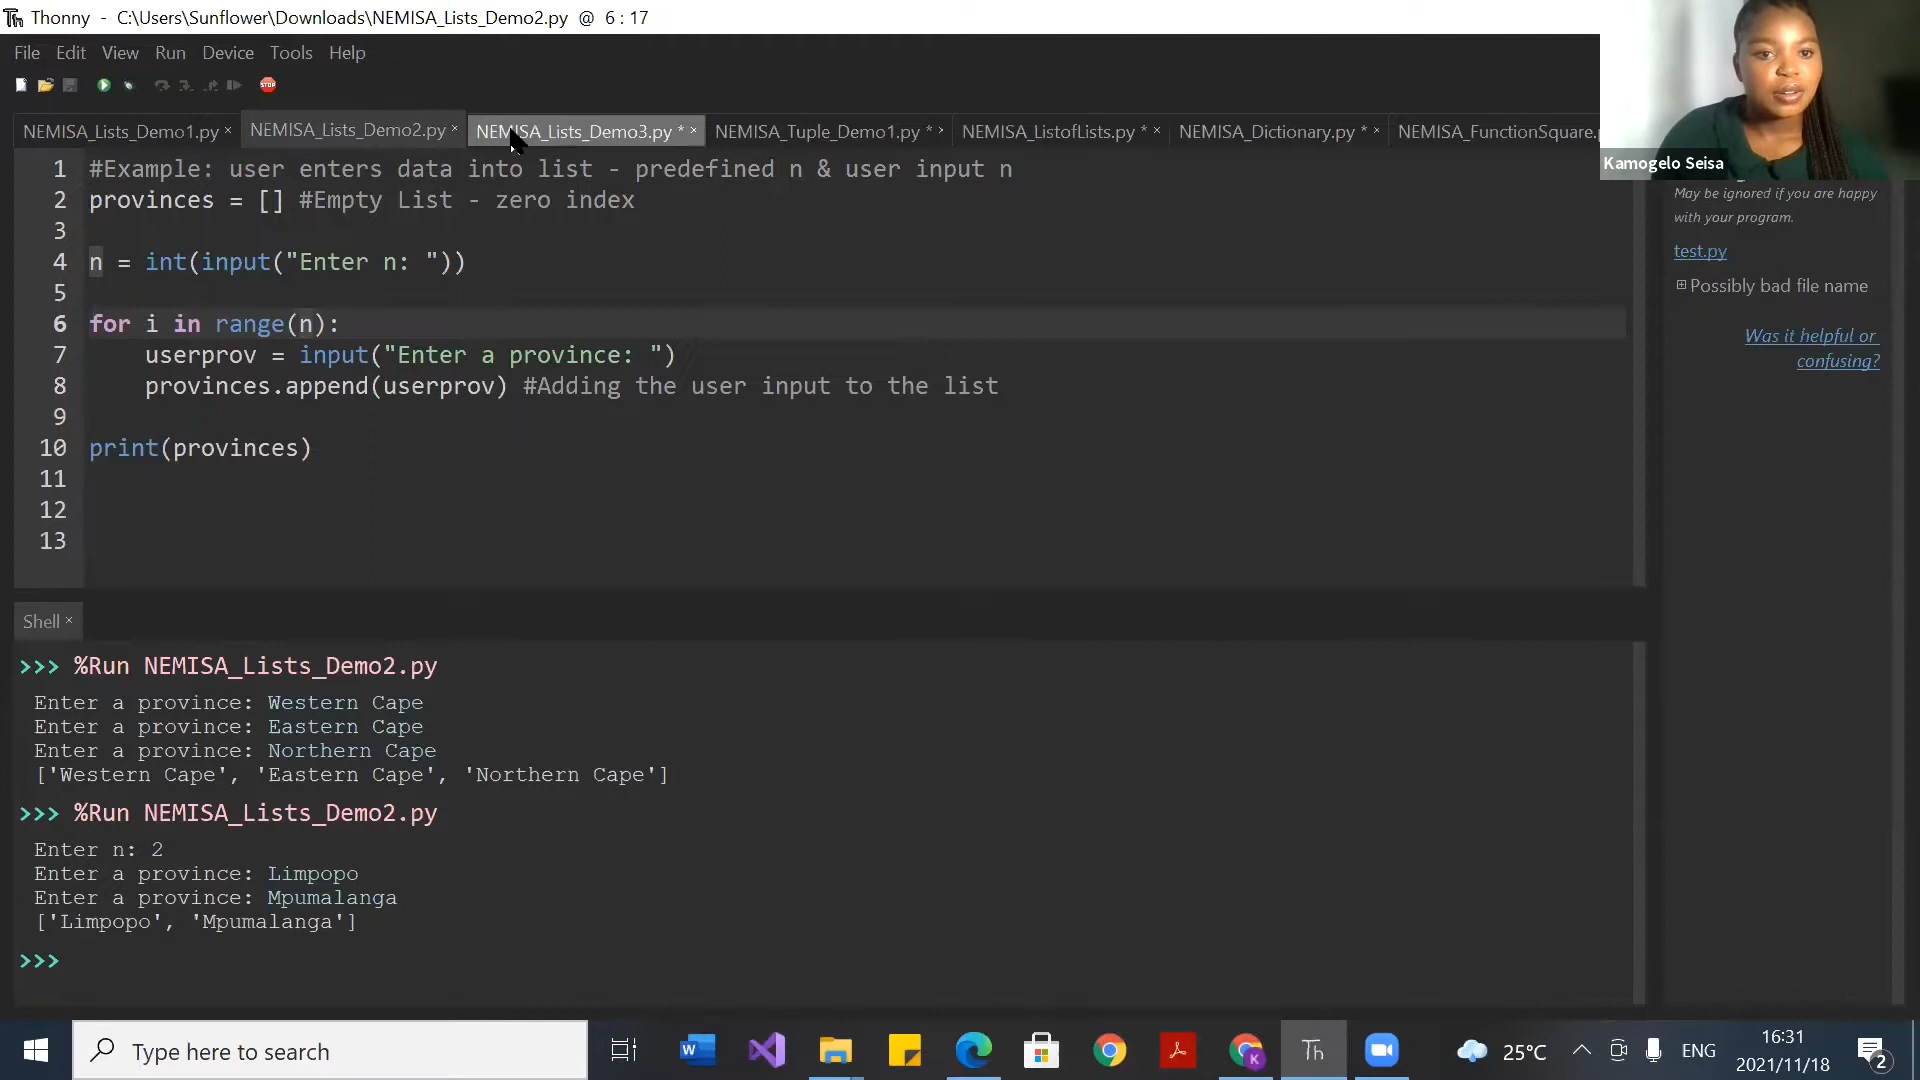 Thonny - C:\Users\Sunflower\Downloads\NEMISA_Lists_Demo2.py @ 6 : 17
File Edit View Run Device Tools Help
STOP
NEMISA_Lists_Demo1.py × NEMISA_Lists_Demo2.py × NEMISA_Lists_Demo3.py * × NEMISA_Tuple_Demo1.py * × NEMISA_ListofLists.py * × NEMISA_Dictionary.py * × NEMISA_FunctionSquare.p
Kamogelo Seisa
1 #Example: user enters data into list - predefined n & user input n
2 provinces = [] #Empty List - zero index
3
4 n = int(input("Enter n: "))
5
6 for i in range(n):
7     userprov = input("Enter a province: ")
8     provinces.append(userprov) #Adding the user input to the list
9
10 print(provinces)
11
12
13
May be ignored if you are happy
with your program.
test.py
Possibly bad file name
Was it helpful or
confusing?
Shell ×
>>> %Run NEMISA_Lists_Demo2.py
Enter a province: Western Cape
Enter a province: Eastern Cape
Enter a province: Northern Cape
['Western Cape', 'Eastern Cape', 'Northern Cape']
>>> %Run NEMISA_Lists_Demo2.py
Enter n: 2
Enter a province: Limpopo
Enter a province: Mpumalanga
['Limpopo', 'Mpumalanga']
>>>
Type here to search
W
K
Th
25°C
ENG
16:31
2021/11/18
2